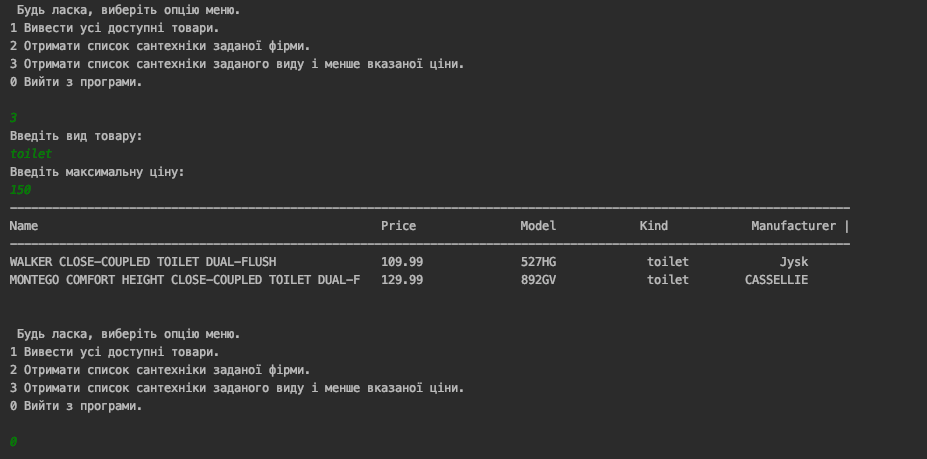 Будь ласка, виберіть опцію меню.
1 Вивести усі доступні товари.
2 Отримати список сантехніки заданої фірми.
3 Отримати список сантехніки заданого виду і менше вказаної ціни.
0 Вийти з програми.
3
Введіть вид товару:
toilet
Введіть максимальну ціну:
150
Name Price Model Kind Manufacturer |
WALKER CLOSE-COUPLED TOILET DUAL-FLUSH 109.99 527HG toilet Jysk
MONTEGO COMFORT HEIGHT CLOSE-COUPLED TOILET DUAL-F 129.99 892GV toilet CASSELLIE
Будь ласка, виберіть опцію меню.
1 Вивести усі доступні товари.
2 Отримати список сантехніки заданої фірми.
3 Отримати список сантехніки заданого виду і менше вказаної ціни.
0 Вийти з програми.
0